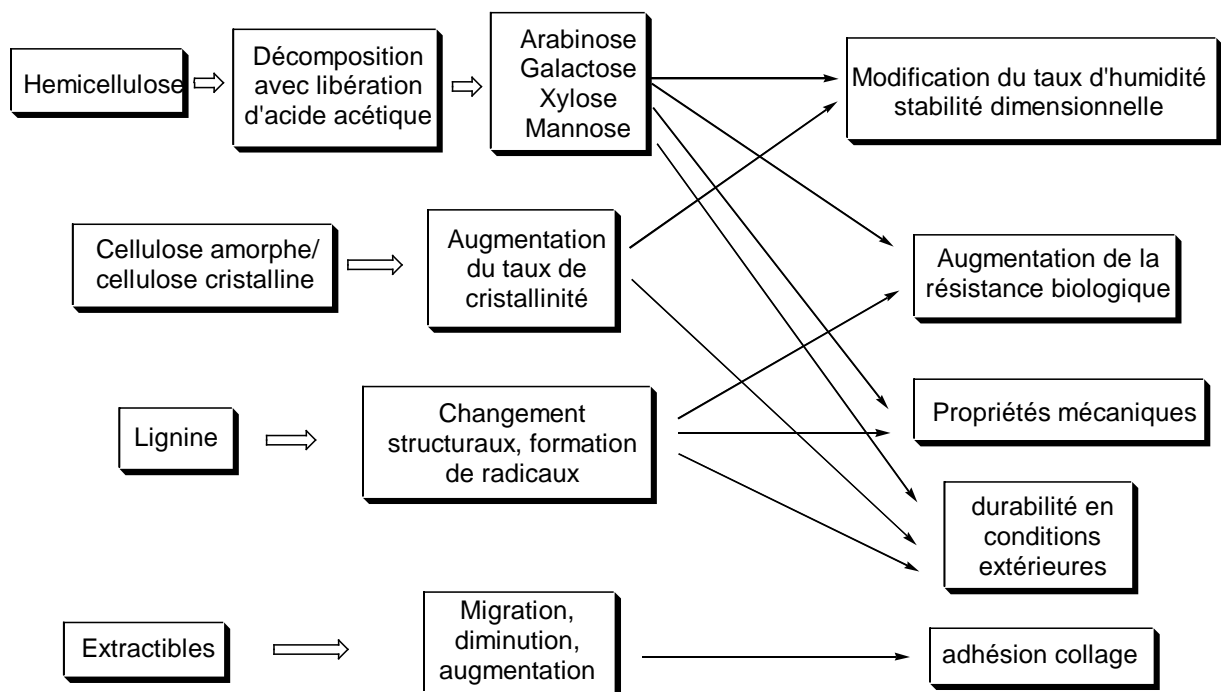 Hemicellulose
Décomposition
avec libération
d'acide acétique
Arabinose
Galactose
Xylose
Mannose
Modification du taux d'humidité
stabilité dimensionnelle
Cellulose amorphe/
cellulose cristalline
Augmentation
du taux de
cristallinité
Augmentation de la
résistance biologique
Lignine
Changement
structuraux, formation
de radicaux
Propriétés mécaniques
durabilité en
conditions
extérieures
Extractibles
Migration,
diminution,
augmentation
adhésion collage